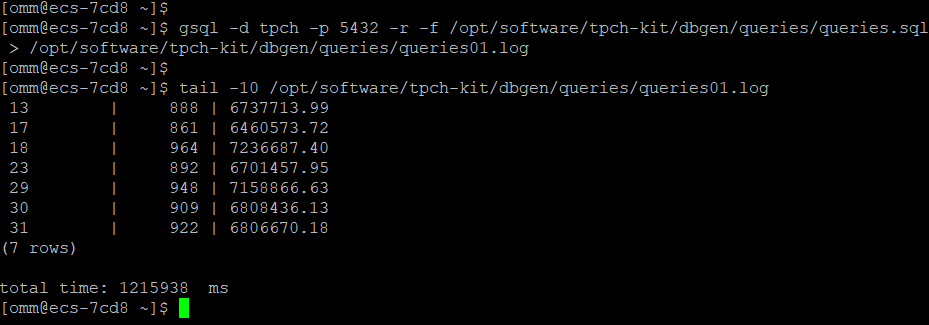 [omm@ecs-7cd8 ~]$
[omm@ecs-7cd8 ~]$ gsql -d tpch -p 5432 -r -f /opt/software/tpch-kit/dbgen/queries/queries.sql
 > /opt/software/tpch-kit/dbgen/queries/queries01.log
[omm@ecs-7cd8 ~]$
[omm@ecs-7cd8 ~]$ tail -10 /opt/software/tpch-kit/dbgen/queries/queries01.log
 13         |      888 | 6737713.99
 17         |      861 | 6460573.72
 18         |      964 | 7236687.40
 23         |      892 | 6701457.95
 29         |      948 | 7158866.63
 30         |      909 | 6808436.13
 31         |      922 | 6806670.18
(7 rows)
total time: 1215938  ms
[omm@ecs-7cd8 ~]$